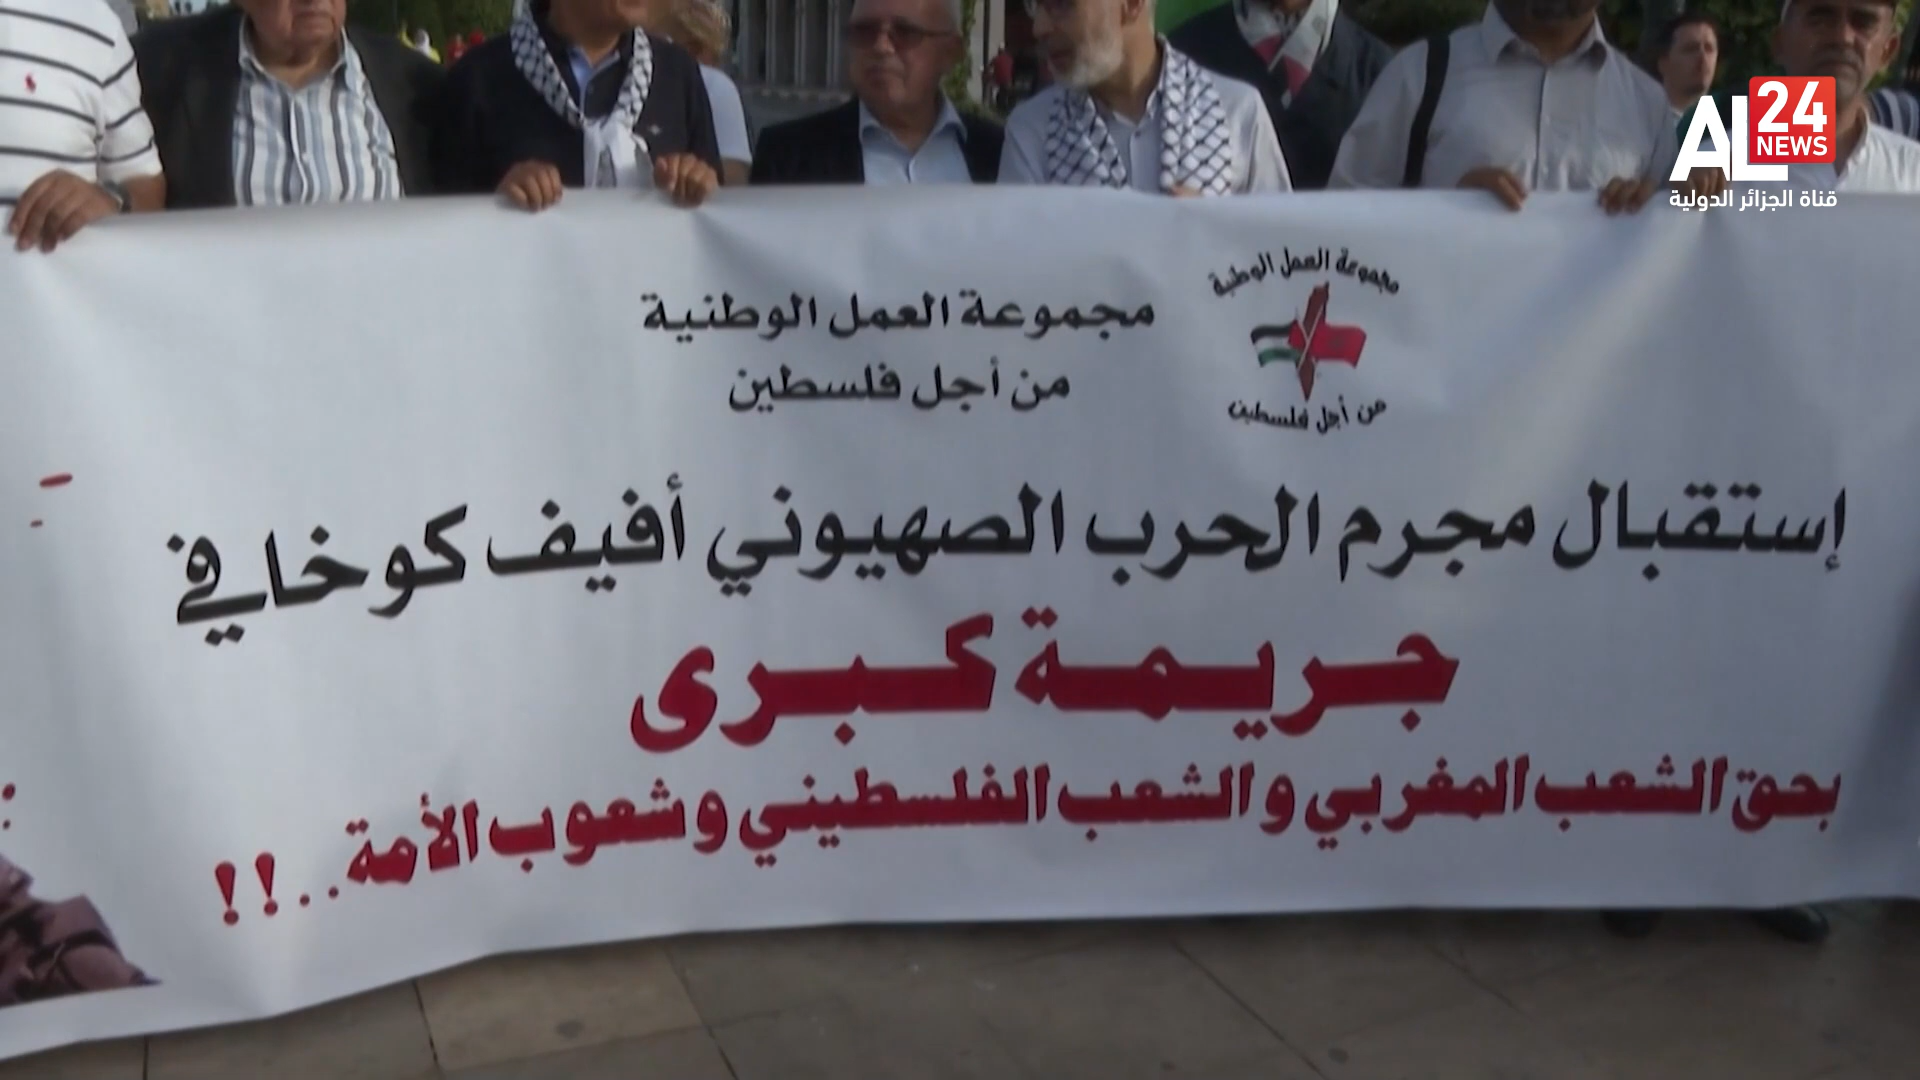 AL
24
NEWS
قناة الجزائر الدولية
مجموعة العمل الوطنية
من أجل فلسطين
مجموعة العمل الوطنية
من أجل فلسطين
إستقبال مجرم الحرب الصهيوني أفيف كوخافي
جريمة كبرى
بحق الشعب المغربي والشعب الفلسطيني وشعوب الأمة..!!